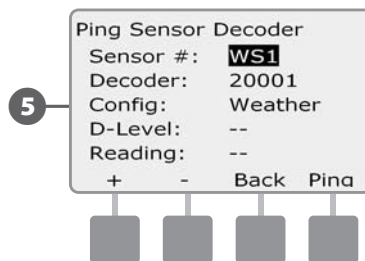 Ping Sensor Decoder
Sensor #: WS1
Decoder: 20001
5
Config: Weather
D-Level: --
Reading: --
+ - Back Ping